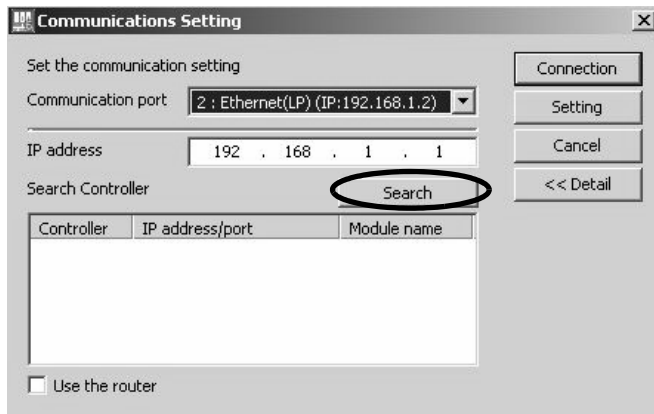 Communications Setting
Set the communication setting
Connection
Communication port 2 : Ethernet(LP) (IP:192.168.1.2)
Setting
IP address 192 . 168 . 1 . 1
Cancel
Search Controller Search
<< Detail
Controller IP address/port Module name
Use the router